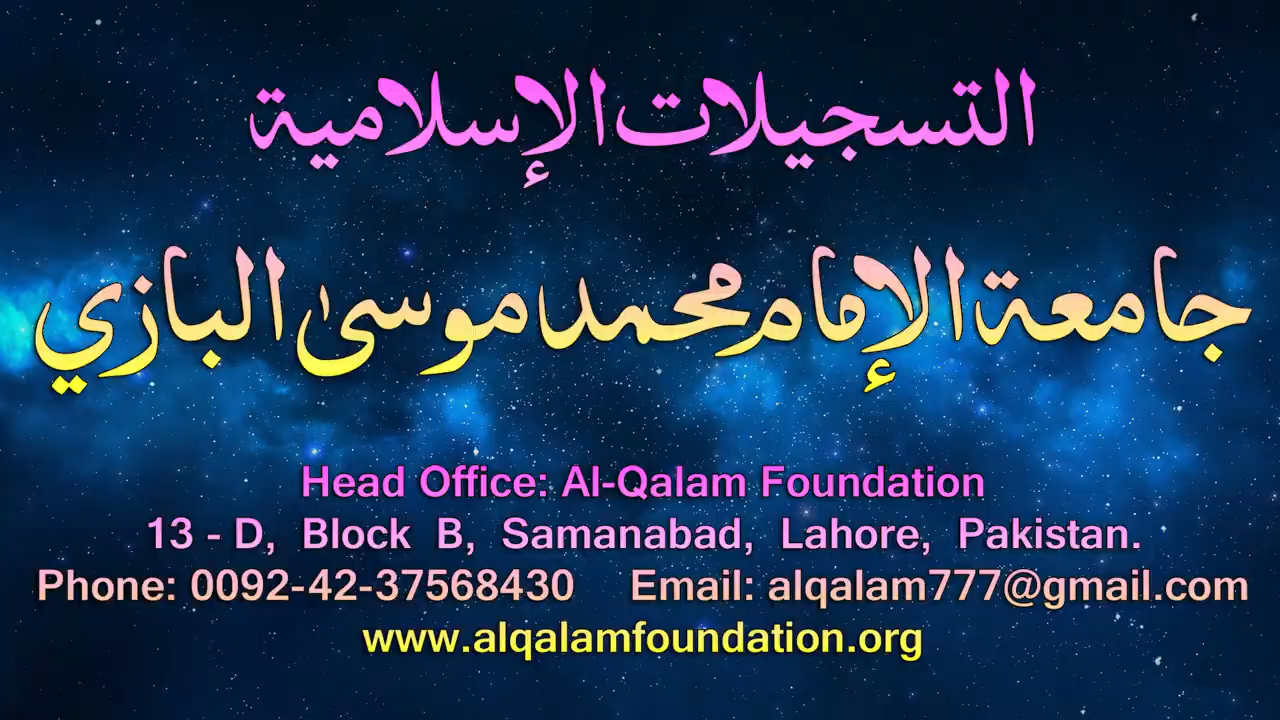 التسجيلات الإسلامية
جامعة الإمام محمد موسىٰ البازي
Head Office: Al-Qalam Foundation
13 - D, Block B, Samanabad, Lahore, Pakistan.
Phone: 0092-42-37568430 Email: alqalam777@gmail.com
www.alqalamfoundation.org